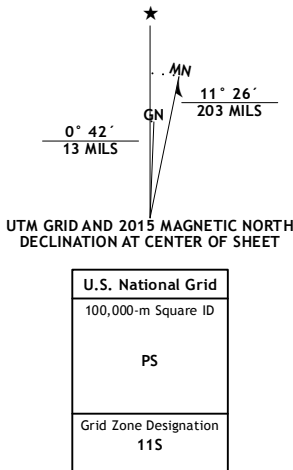 MN
GN
11° 26´
203 MILS
0° 42´
13 MILS
UTM GRID AND 2015 MAGNETIC NORTH
DECLINATION AT CENTER OF SHEET
U.S. National Grid
100,000-m Square ID
PS
Grid Zone Designation
11S